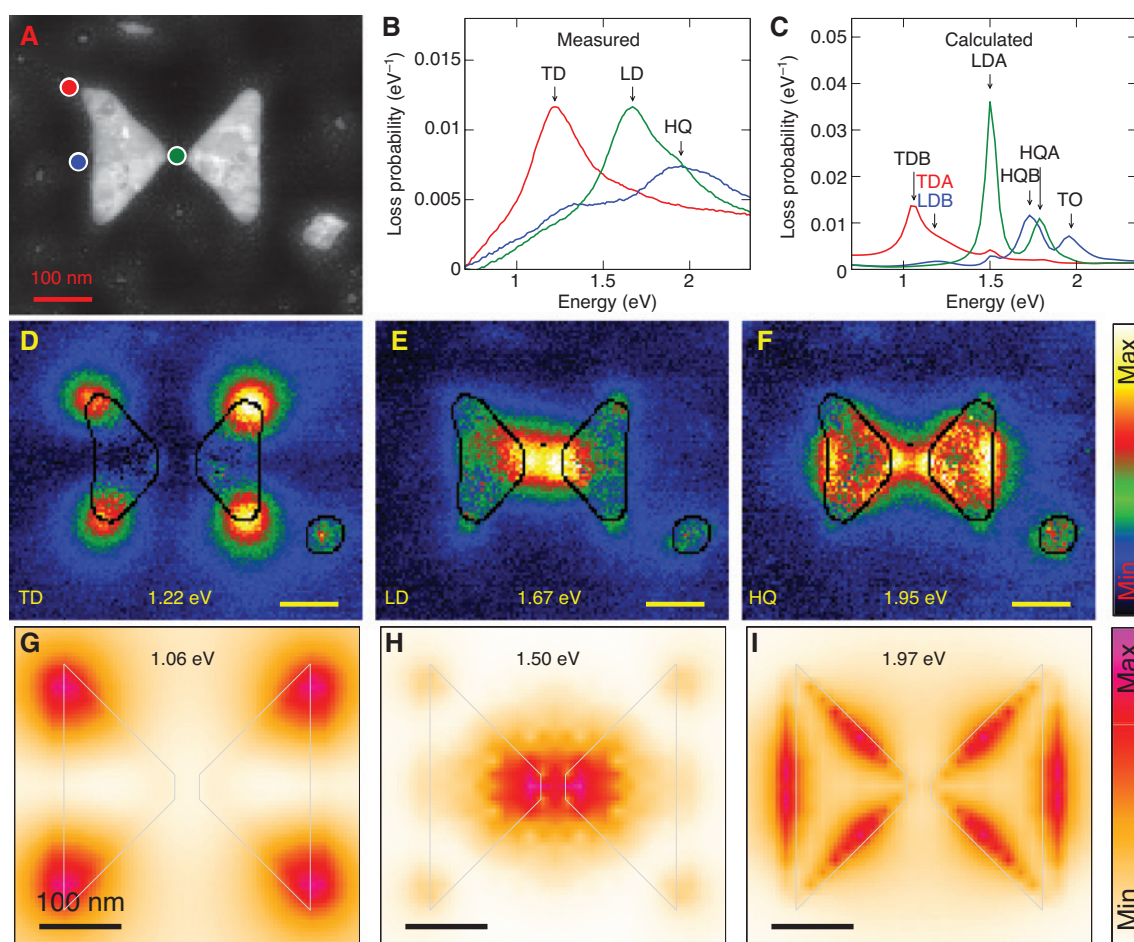 A
100 nm
B
Measured
TD
LD
HQ
Loss probability (eV⁻¹)
0.015
0.01
0.005
0
1
1.5
2
Energy (eV)
C
Calculated
LDA
TDB
TDA
LDB
HQA
HQB
TO
Loss probability (eV⁻¹)
0.05
0.04
0.03
0.02
0.01
0
1
1.5
2
Energy (eV)
D
TD
1.22 eV
E
LD
1.67 eV
F
HQ
1.95 eV
Max
Min
G
1.06 eV
100 nm
H
1.50 eV
I
1.97 eV
Max
Min